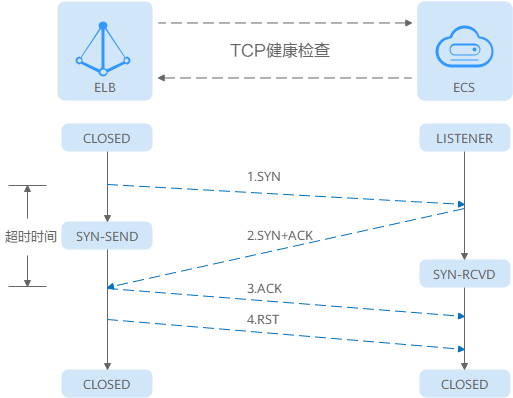 TCP健康检查
ELB
ECS
CLOSED
LISTENER
1.SYN
超时时间
SYN-SEND
2.SYN+ACK
SYN-RCVD
3.ACK
4.RST
CLOSED
CLOSED